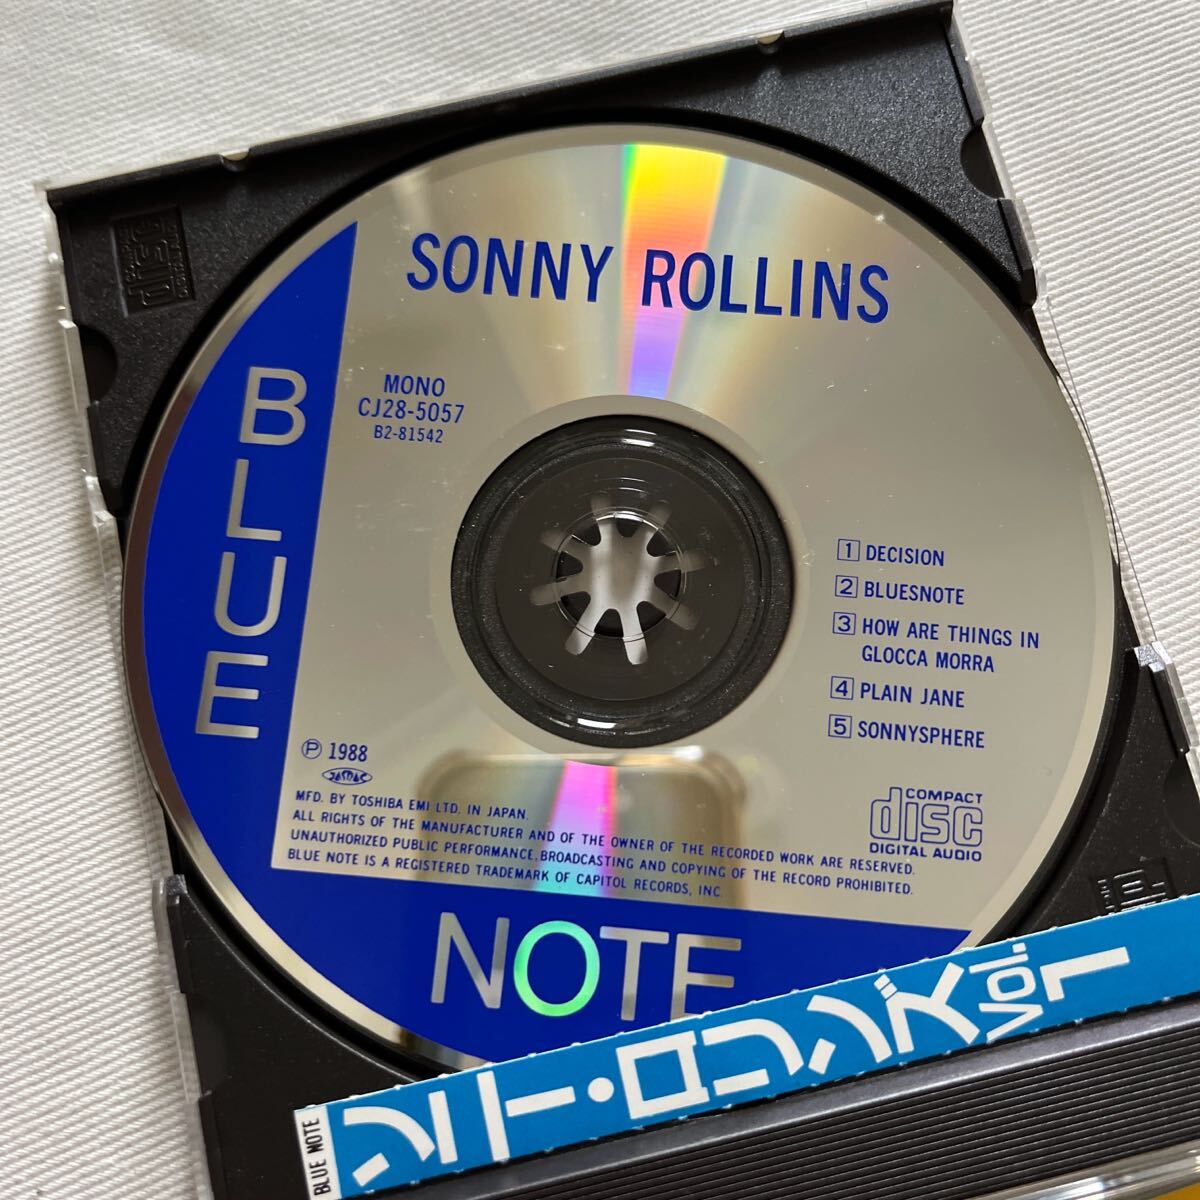 SONNY ROLLINS
BLUE
NOTE
MONO
CJ28-5057
B2-81542
1 DECISION
2 BLUESNOTE
3 HOW ARE THINGS IN
GLOCCA MORRA
4 PLAIN JANE
5 SONNYSPHERE
Ⓟ 1988
JASRAC
MFD. BY TOSHIBA EMI LTD. IN JAPAN.
ALL RIGHTS OF THE MANUFACTURER AND OF THE OWNER OF THE RECORDED WORK ARE RESERVED.
UNAUTHORIZED PUBLIC PERFORMANCE, BROADCASTING AND COPYING OF THE RECORD PROHIBITED.
BLUE NOTE IS A REGISTERED TRADEMARK OF CAPITOL RECORDS, INC.
COMPACT
disc
DIGITAL AUDIO
BLUE NOTE
ソニー・ロリンズ Vol. 1